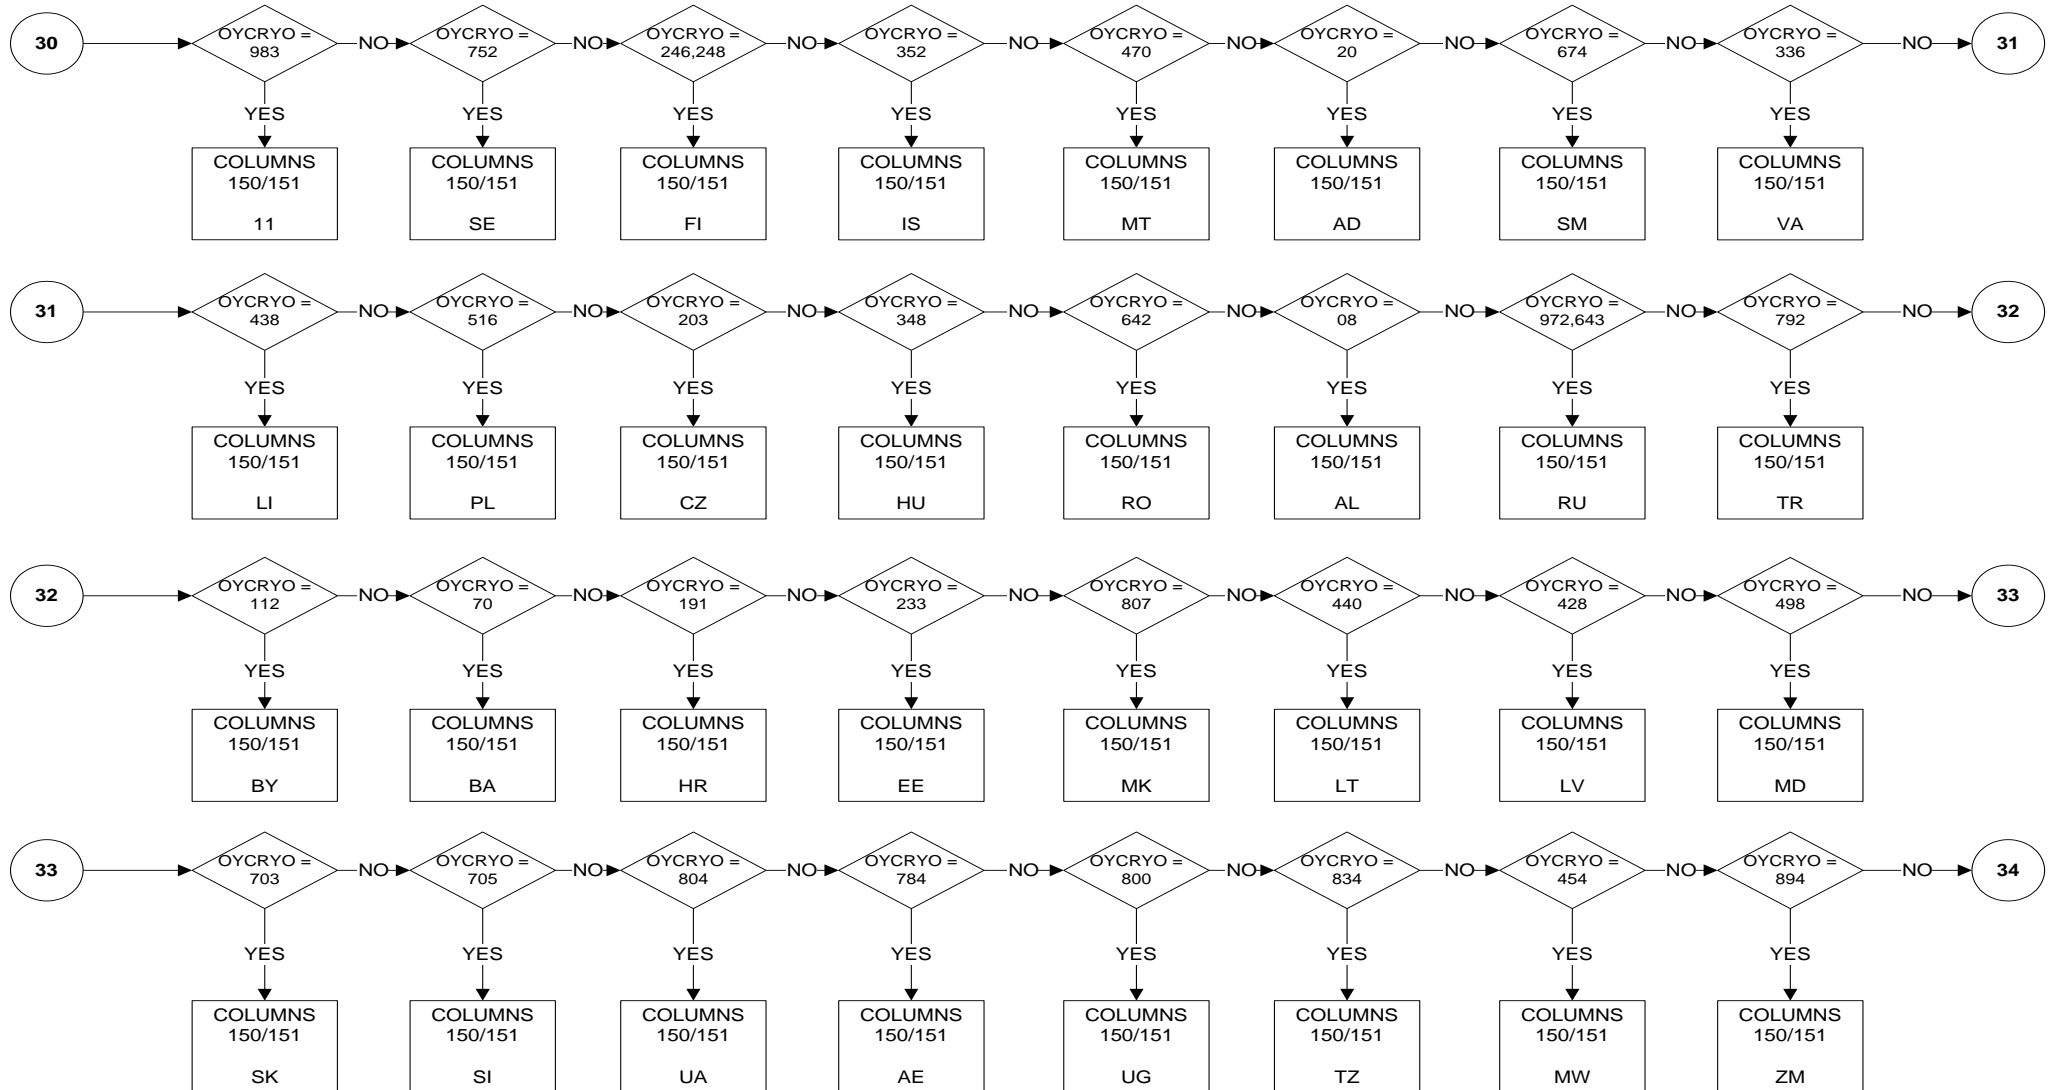 30
OYCRYO =
983
NO
OYCRYO =
752
NO
OYCRYO =
246,248
NO
OYCRYO =
352
NO
OYCRYO =
470
NO
OYCRYO =
20
NO
OYCRYO =
674
NO
OYCRYO =
336
NO
31
YES
YES
YES
YES
YES
YES
YES
YES
COLUMNS
150/151
11
COLUMNS
150/151
SE
COLUMNS
150/151
FI
COLUMNS
150/151
IS
COLUMNS
150/151
MT
COLUMNS
150/151
AD
COLUMNS
150/151
SM
COLUMNS
150/151
VA
31
OYCRYO =
438
NO
OYCRYO =
516
NO
OYCRYO =
203
NO
OYCRYO =
348
NO
OYCRYO =
642
NO
OYCRYO =
08
NO
OYCRYO =
972,643
NO
OYCRYO =
792
NO
32
YES
YES
YES
YES
YES
YES
YES
YES
COLUMNS
150/151
LI
COLUMNS
150/151
PL
COLUMNS
150/151
CZ
COLUMNS
150/151
HU
COLUMNS
150/151
RO
COLUMNS
150/151
AL
COLUMNS
150/151
RU
COLUMNS
150/151
TR
32
OYCRYO =
112
NO
OYCRYO =
70
NO
OYCRYO =
191
NO
OYCRYO =
233
NO
OYCRYO =
807
NO
OYCRYO =
440
NO
OYCRYO =
428
NO
OYCRYO =
498
NO
33
YES
YES
YES
YES
YES
YES
YES
YES
COLUMNS
150/151
BY
COLUMNS
150/151
BA
COLUMNS
150/151
HR
COLUMNS
150/151
EE
COLUMNS
150/151
MK
COLUMNS
150/151
LT
COLUMNS
150/151
LV
COLUMNS
150/151
MD
33
OYCRYO =
703
NO
OYCRYO =
705
NO
OYCRYO =
804
NO
OYCRYO =
784
NO
OYCRYO =
800
NO
OYCRYO =
834
NO
OYCRYO =
454
NO
OYCRYO =
894
NO
34
YES
YES
YES
YES
YES
YES
YES
YES
COLUMNS
150/151
SK
COLUMNS
150/151
SI
COLUMNS
150/151
UA
COLUMNS
150/151
AE
COLUMNS
150/151
UG
COLUMNS
150/151
TZ
COLUMNS
150/151
MW
COLUMNS
150/151
ZM